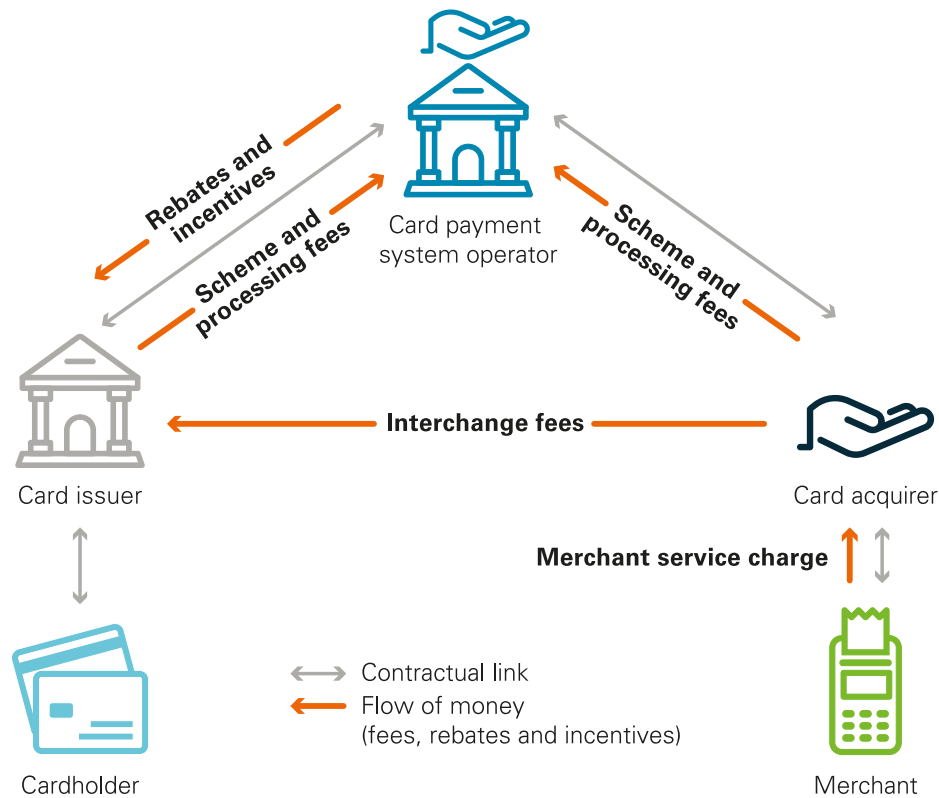 Rebates and
incentives
Scheme and
processing fees
Card payment
system operator
Scheme and
processing fees
Interchange fees
Card issuer
Card acquirer
Merchant service charge
Contractual link
Flow of money
(fees, rebates and incentives)
Cardholder
Merchant